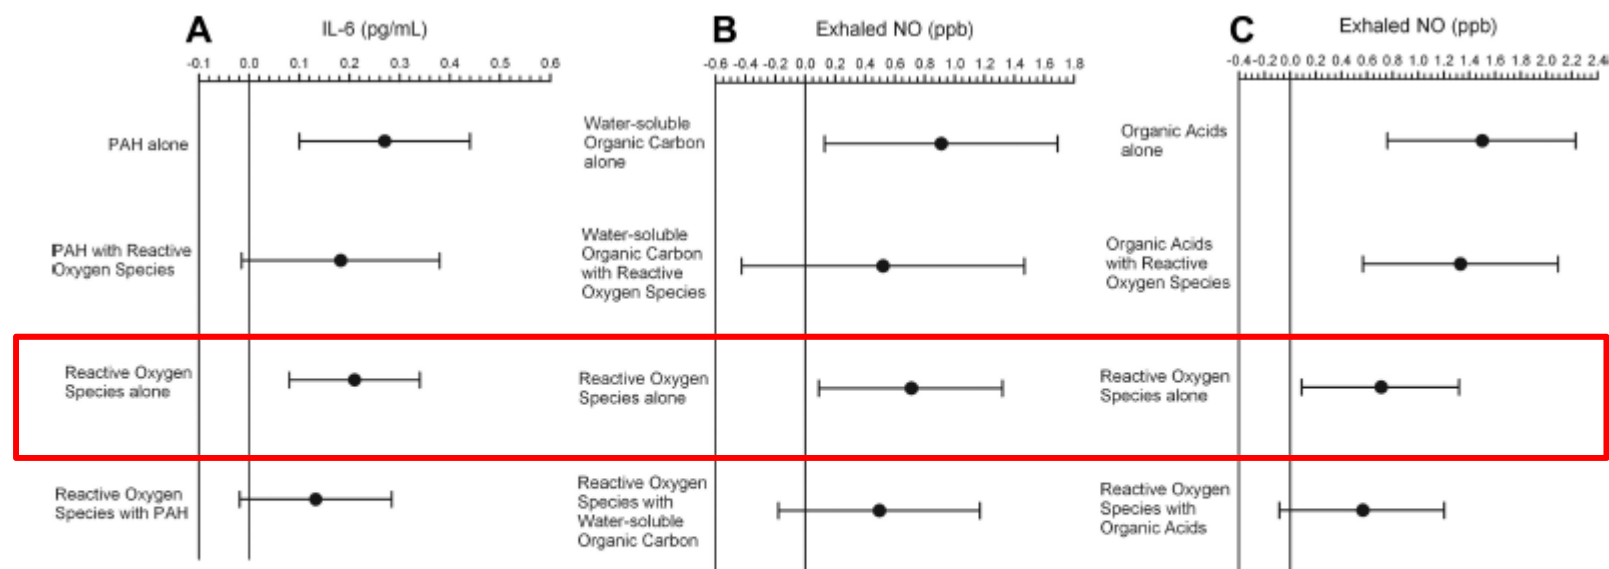 A
IL-6 (pg/mL)
-0.1 0.0 0.1 0.2 0.3 0.4 0.5 0.6
PAH alone
PAH with Reactive
Oxygen Species
Reactive Oxygen
Species alone
Reactive Oxygen
Species with PAH
B
Exhaled NO (ppb)
-0.6 -0.4 -0.2 0.0 0.2 0.4 0.6 0.8 1.0 1.2 1.4 1.6 1.8
Water-soluble
Organic Carbon
alone
Water-soluble
Organic Carbon
with Reactive
Oxygen Species
Reactive Oxygen
Species alone
Reactive Oxygen
Species with
Water-soluble
Organic Carbon
C
Exhaled NO (ppb)
-0.4 -0.2 0.0 0.2 0.4 0.6 0.8 1.0 1.2 1.4 1.6 1.8 2.0 2.2 2.4
Organic Acids
alone
Organic Acids
with Reactive
Oxygen Species
Reactive Oxygen
Species alone
Reactive Oxygen
Species with
Organic Acids